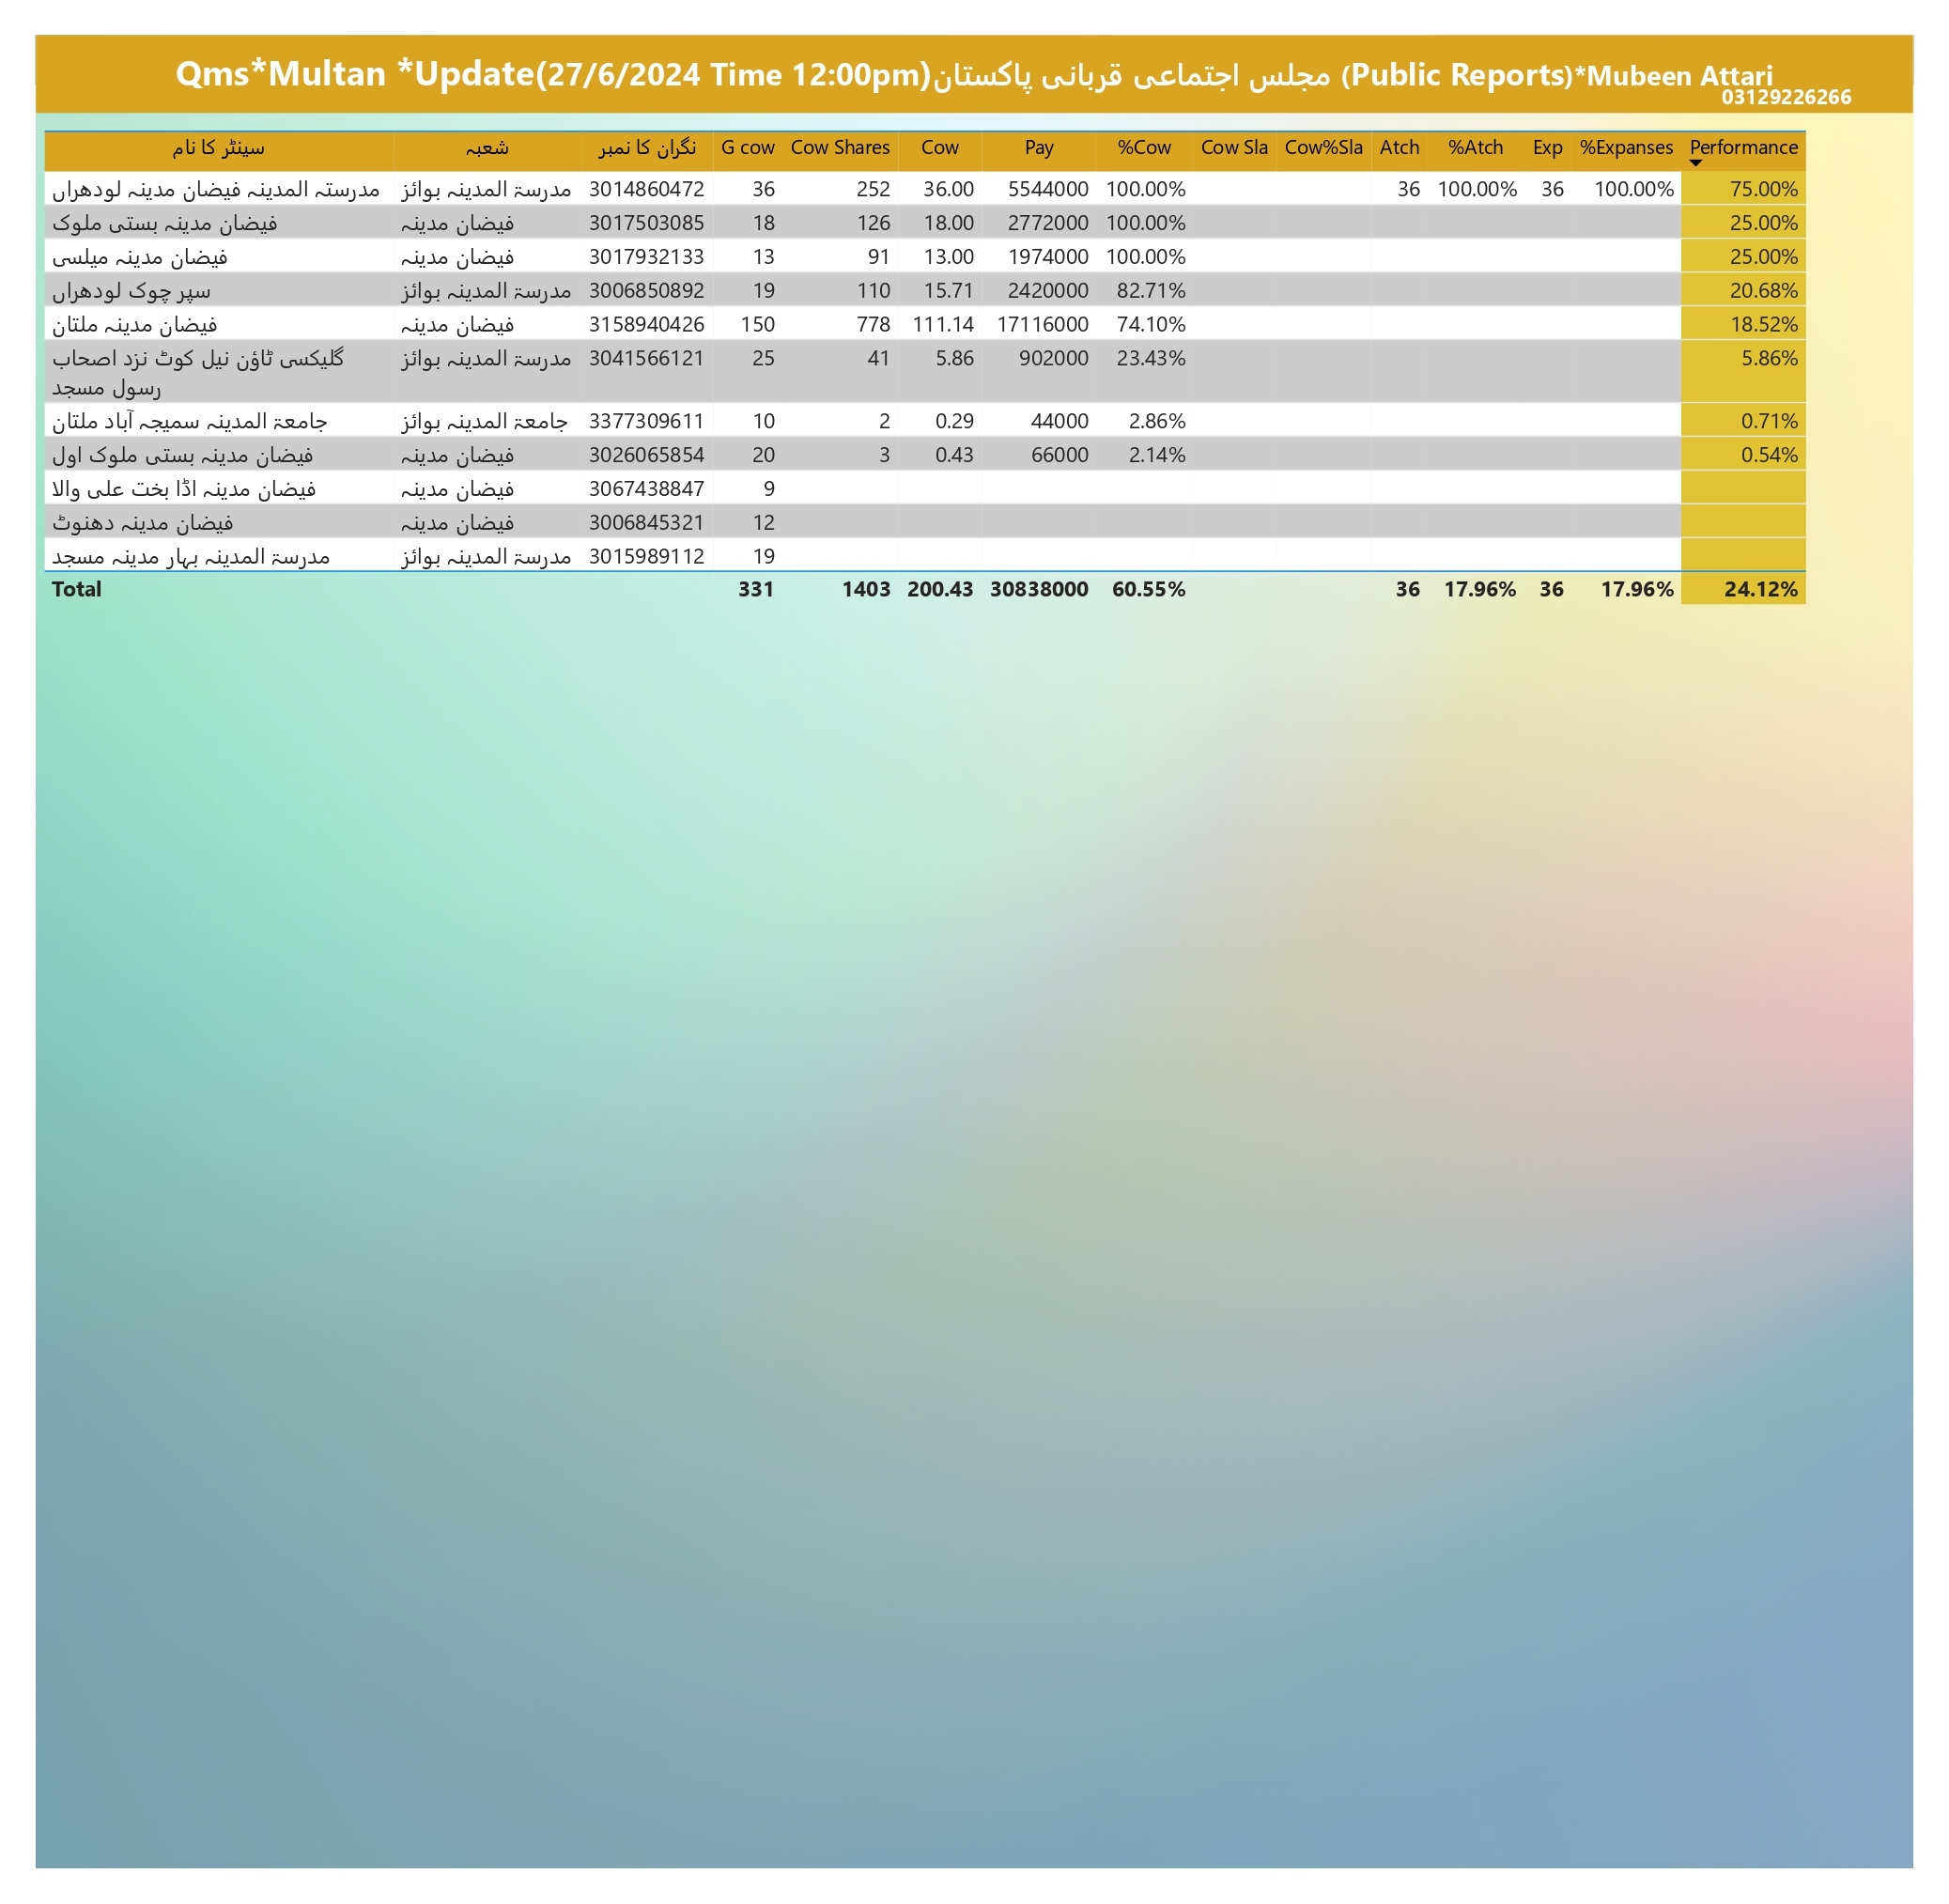 Qms*Multan *Update(27/6/2024 Time 12:00pm)مجلس اجتماعی قربانی پاکستان (Public Reports)*Mubeen Attari
03129226266
سینٹر کا نام شعبہ نگران کا نمبر G cow Cow Shares Cow Pay %Cow Cow Sla Cow%Sla Atch %Atch Exp %Expanses Performance
مدرستہ المدینہ فیضان مدینہ لودھراں مدرسۃ المدینہ بوائز 3014860472 36 252 36.00 5544000 100.00% 36 100.00% 36 100.00% 75.00%
فیضان مدینہ بستی ملوک فیضان مدینہ 3017503085 18 126 18.00 2772000 100.00% 25.00%
فیضان مدینہ میلسی فیضان مدینہ 3017932133 13 91 13.00 1974000 100.00% 25.00%
سپر چوک لودھراں مدرسۃ المدینہ بوائز 3006850892 19 110 15.71 2420000 82.71% 20.68%
فیضان مدینہ ملتان فیضان مدینہ 3158940426 150 778 111.14 17116000 74.10% 18.52%
گلیکسی ٹاؤن نیل کوٹ نزد اصحاب مدرسۃ المدینہ بوائز 3041566121 25 41 5.86 902000 23.43% 5.86%
رسول مسجد
جامعۃ المدینہ سمیجہ آباد ملتان جامعۃ المدینہ بوائز 3377309611 10 2 0.29 44000 2.86% 0.71%
فیضان مدینہ بستی ملوک اول فیضان مدینہ 3026065854 20 3 0.43 66000 2.14% 0.54%
فیضان مدینہ اڈا بخت علی والا فیضان مدینہ 3067438847 9
فیضان مدینہ دھنوٹ فیضان مدینہ 3006845321 12
مدرسۃ المدینہ بہار مدینہ مسجد مدرسۃ المدینہ بوائز 3015989112 19
Total 331 1403 200.43 30838000 60.55% 36 17.96% 36 17.96% 24.12%